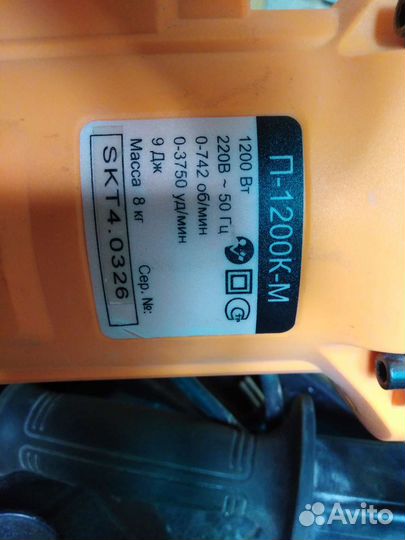 П-1200К-М
1200 Вт
220В ~ 50 Гц
0-742 об/мин
0-3750 уд/мин
9 Дж
Масса 8 кг
Сер. №:
SKT4.0326
Avito